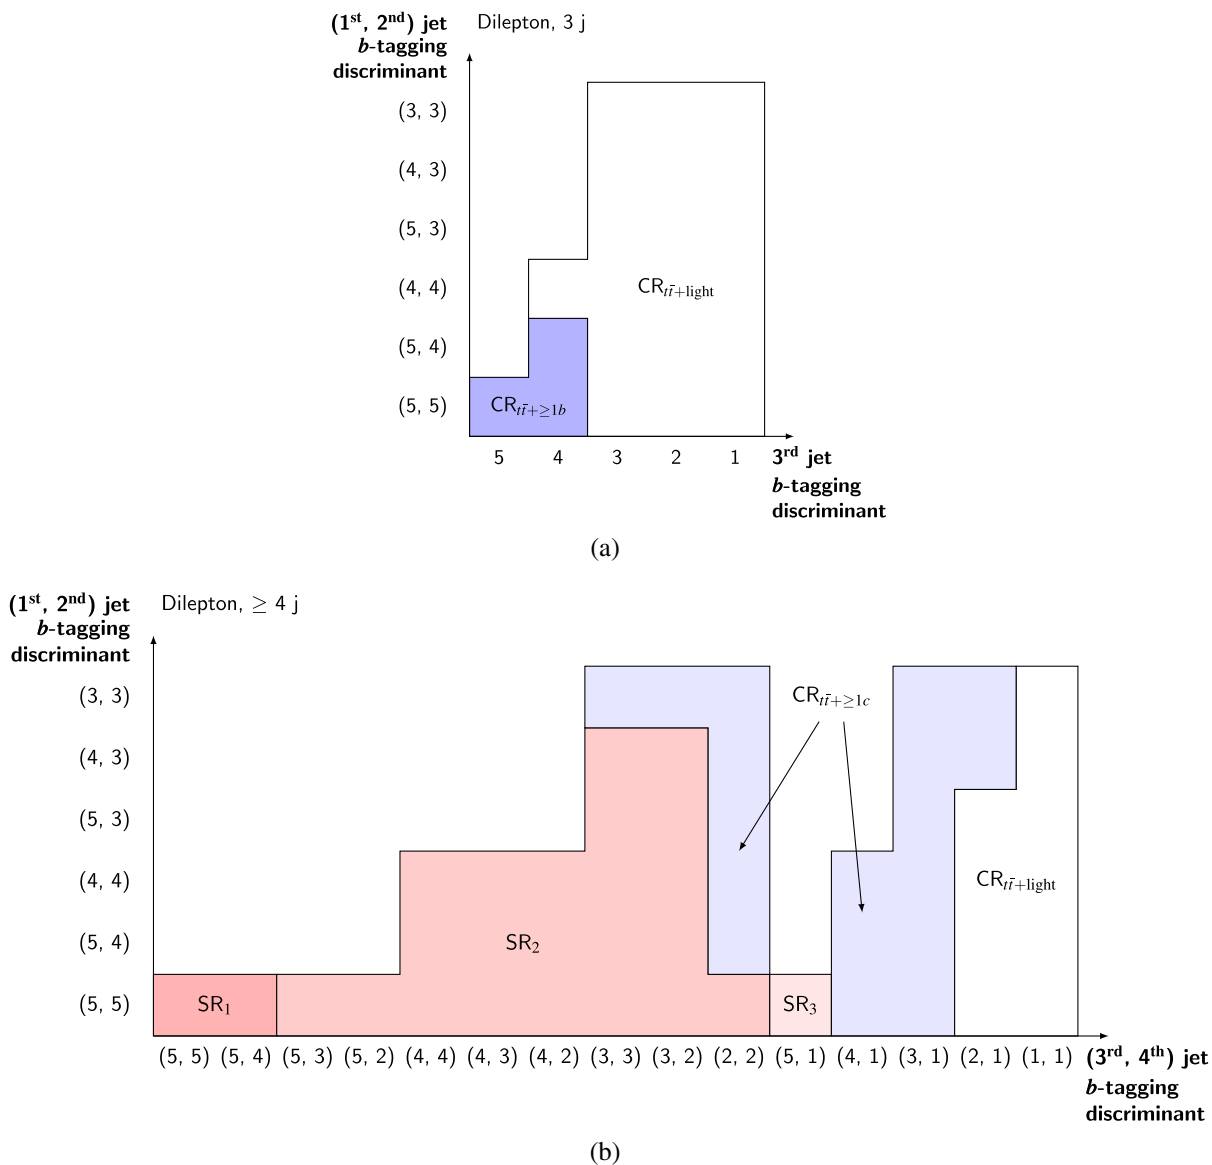 (1st, 2nd) jet
b-tagging
discriminant
Dilepton, 3 j
(3, 3)
(4, 3)
(5, 3)
(4, 4)
(5, 4)
(5, 5)
CRtt̄+light
CRtt̄+≥1b
5 4 3 2 1
3rd jet
b-tagging
discriminant
(a)
(1st, 2nd) jet
b-tagging
discriminant
Dilepton, ≥ 4 j
(3, 3)
(4, 3)
(5, 3)
(4, 4)
(5, 4)
(5, 5)
CRtt̄+≥1c
CRtt̄+light
SR2
SR1
SR3
(5, 5) (5, 4) (5, 3) (5, 2) (4, 4) (4, 3) (4, 2) (3, 3) (3, 2) (2, 2) (5, 1) (4, 1) (3, 1) (2, 1) (1, 1)
(3rd, 4th) jet
b-tagging
discriminant
(b)